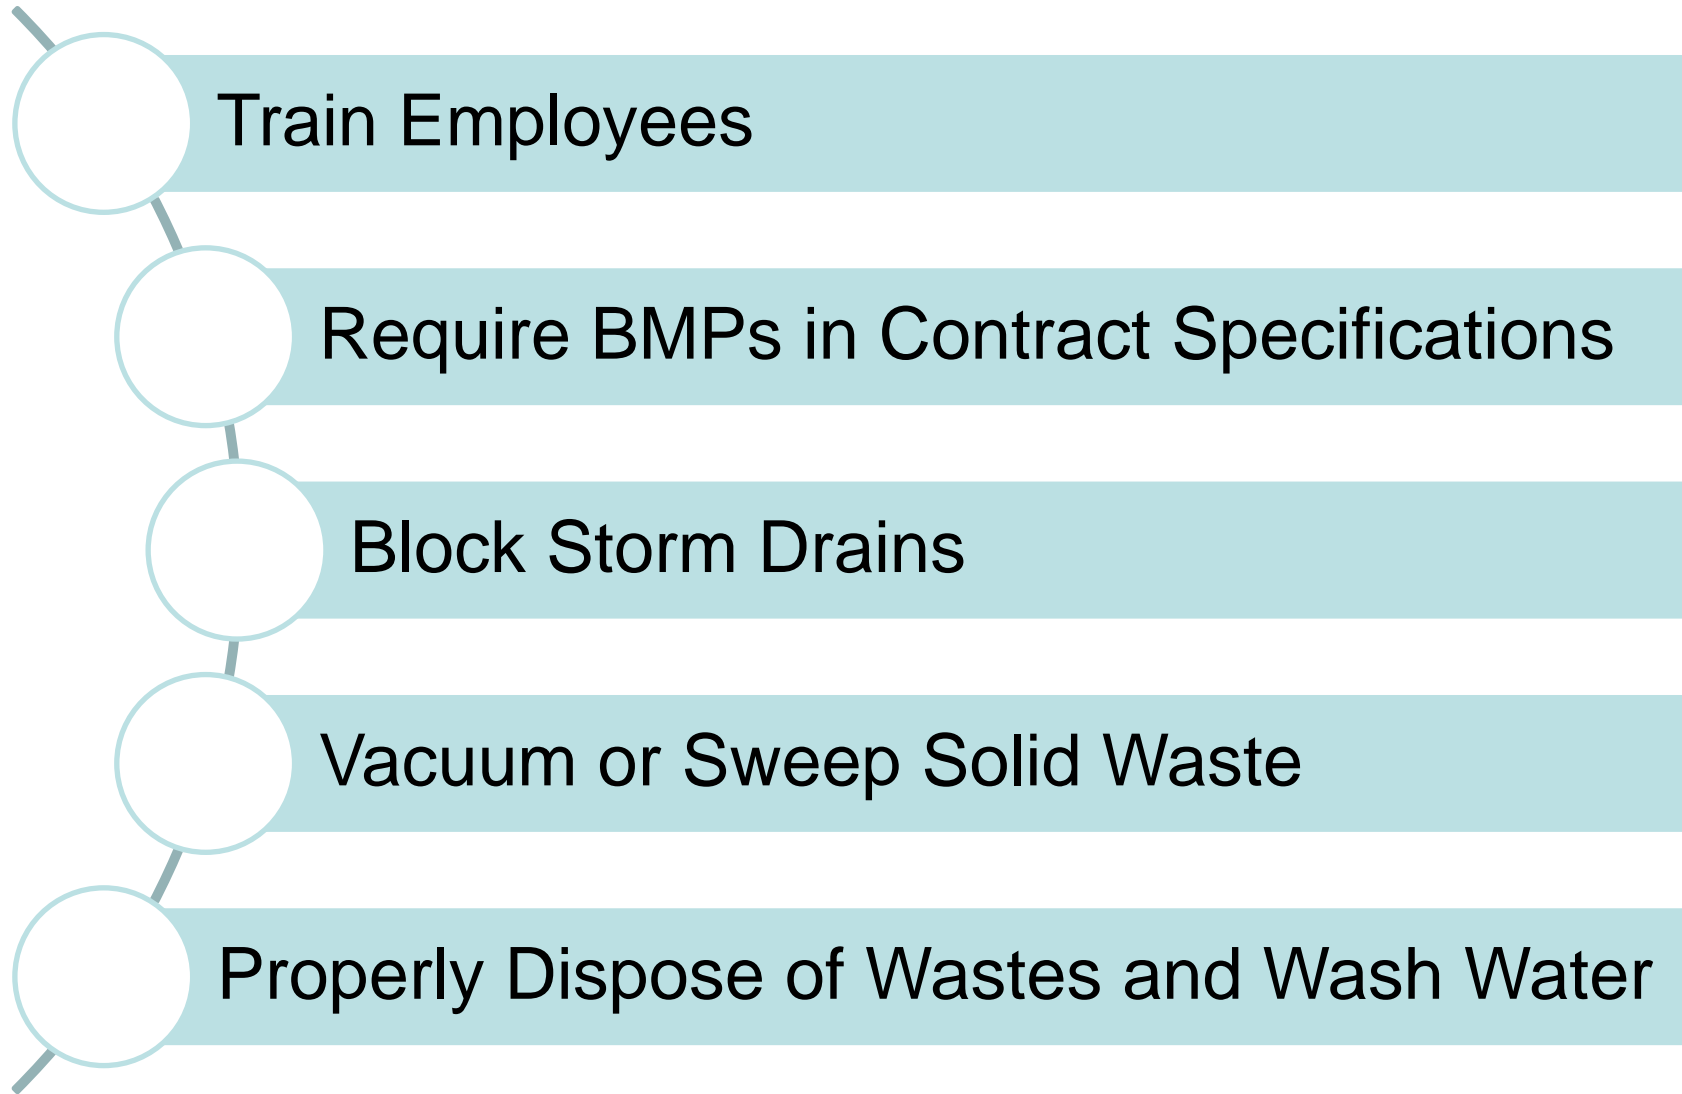 Train Employees
Require BMPs in Contract Specifications
Block Storm Drains
Vacuum or Sweep Solid Waste
Properly Dispose of Wastes and Wash Water